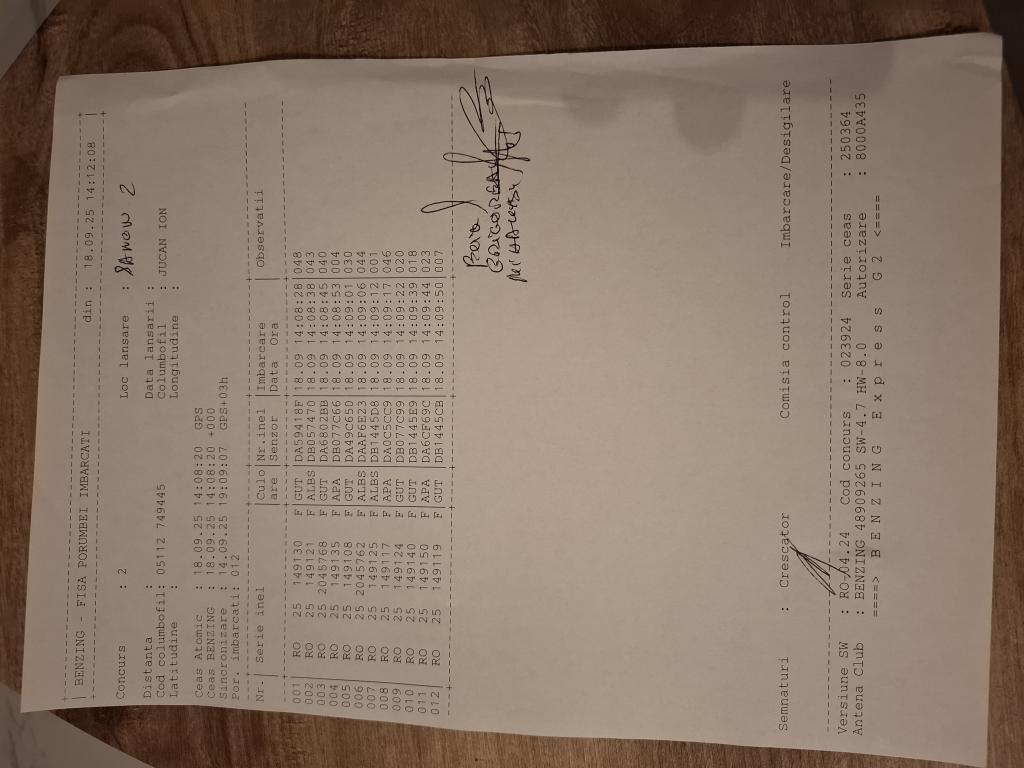 | BENZING - FISA PORUMBEI IMBARCATI din : 18.09.25 14:12:08 |
Concurs : 2 Loc lansare : SANON 2
Distanta : Data lansarii :
Cod columbofil: 05112 749445 Columbofil : JUCAN ION
Latitudine : Longitudine :
Ceas Atomic : 18.09.25 14:08:20 GPS
Ceas BENZING : 18.09.25 14:08:20 +000
Sincronizare : 14.09.25 19:09:07 GPS+03h
Por. imbarcati: 012
Nr.| Serie inel |Culo|Nr.inel |Imbarcare | Observatii
|are |Senzor |Data Ora |
001 RO 25 149130 F|GUT |DA59418F|18.09 14:08:28|048
002 RO 25 149121 F|ALBS|DB057470|18.09 14:08:38|043
003 RO 25 2045768 F|GUT |DA6802BB|18.09 14:08:45|040
004 RO 25 149135 F|APA |DB077C66|18.09 14:08:53|004
005 RO 25 149108 F|GUT |DA49C65D|18.09 14:09:01|030
006 RO 25 2045762 F|ALBS|DAAF6E23|18.09 14:09:06|044
007 RO 25 149125 F|ALBS|DB1445D8|18.09 14:09:12|001
008 RO 25 149117 F|APA |DA0C5CC9|18.09 14:09:17|046
009 RO 25 149124 F|GUT |DB077C99|18.09 14:09:22|020
010 RO 25 149140 F|GUT |DB1445E9|18.09 14:09:39|018
011 RO 25 149150 F|APA |DA6CF69C|18.09 14:09:44|023
012 RO 25 149119 F|GUT |DB1445CB|18.09 14:09:50|007
Semnaturi : Crescator Comisia control Imbarcare/Desigilare
Versiune SW : RO-04.24 Cod concurs : 023924 Serie ceas : 250364
Antena Club : BENZING 48909265 SW-4.7 HW-8.0 Autorizare : 8000A435
====> B E N Z I N G E x p r e s s G 2 <====